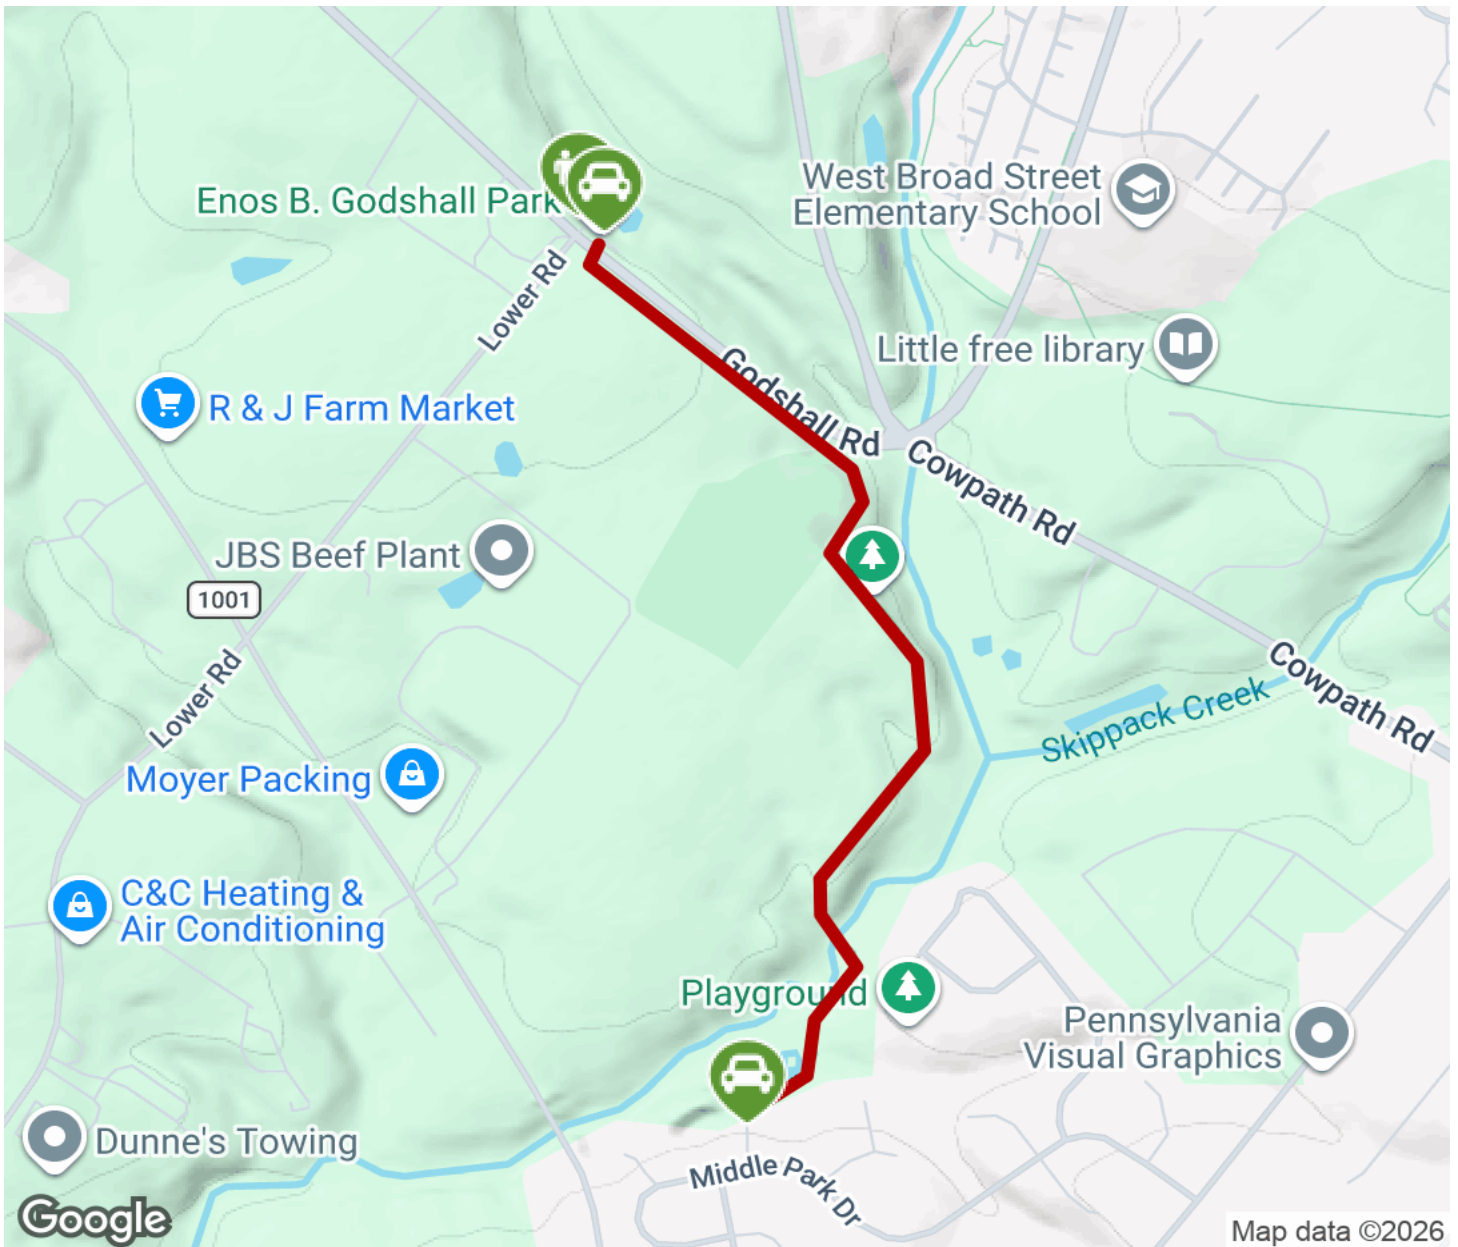 West Broad Street
Elementary School
Enos B. Godshall Park
Lower Rd
Little free library
Godshall Rd
R & J Farm Market
Cowpath Rd
JBS Beef Plant
1001
Lower Rd
Cowpath Rd
Skippack Creek
Moyer Packing
C&C Heating &
Air Conditioning
Playground
Pennsylvania
Visual Graphics
Dunne's Towing
Middle Park Dr
Google
Map data ©2026